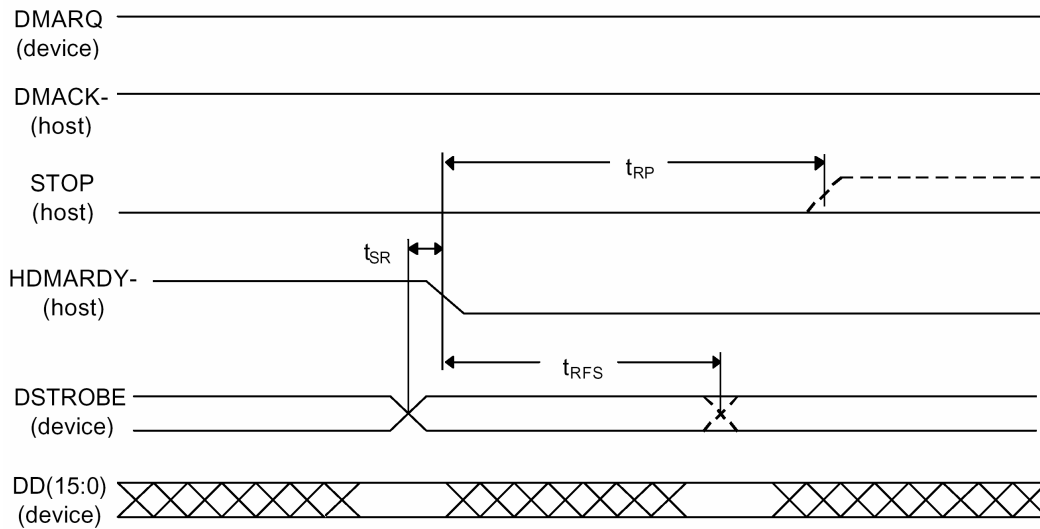 DMARQ
(device)
DMACK-
(host)
STOP
(host)
tRP
tSR
HDMARDY-
(host)
tRFS
DSTROBE
(device)
DD(15:0)
(device)